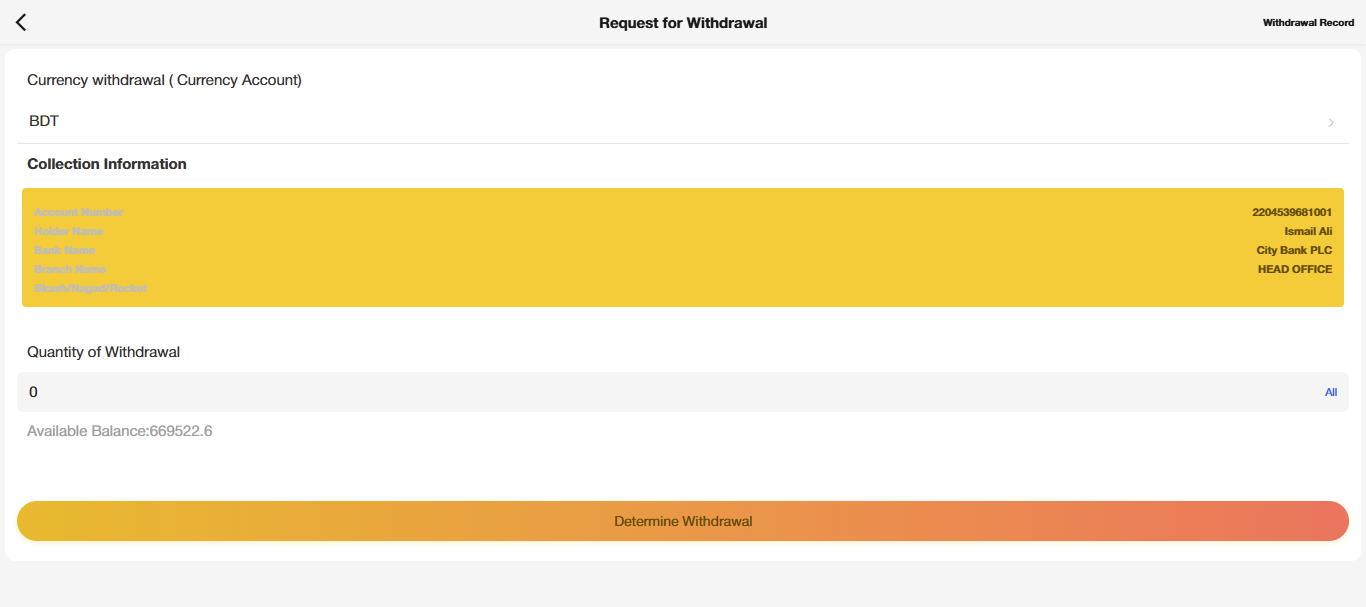 Request for Withdrawal
Withdrawal Record
Currency withdrawal ( Currency Account)
BDT
Collection Information
Account Number 2204539681001
Holder Name Ismail Ali
Bank Name City Bank PLC
Branch Name HEAD OFFICE
Bkash/Nagad/Rocket
Quantity of Withdrawal
0 All
Available Balance:669522.6
Determine Withdrawal